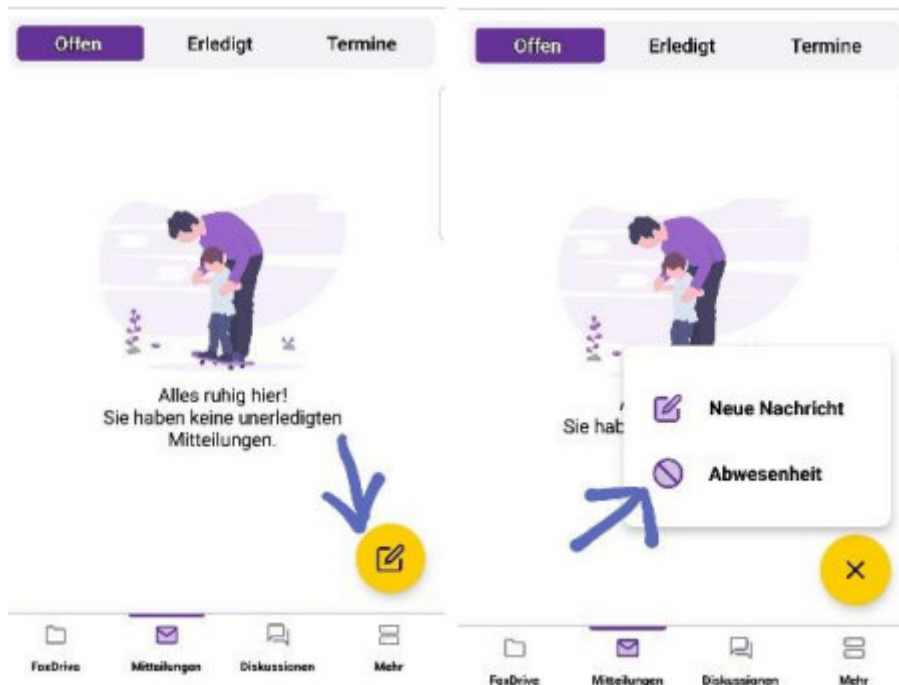 Offen Erledigt Termine
Alles ruhig hier!
Sie haben keine unerledigten
Mitteilungen.
FoxDrive Mitteilungen Diskussionen Mehr
Offen Erledigt Termine
Sie hab
Neue Nachricht
Abwesenheit
FoxDrive Mitteilungen Diskussionen Mehr